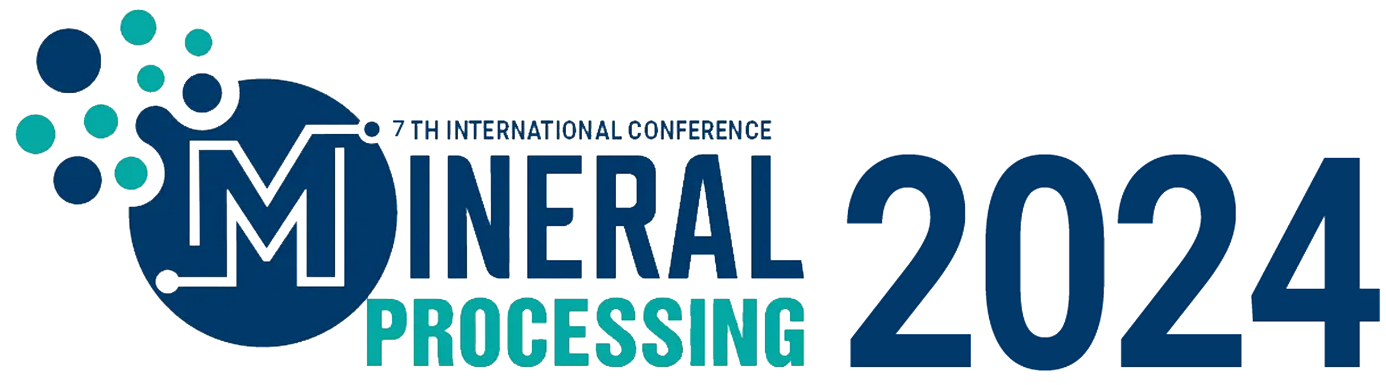 7 TH INTERNATIONAL CONFERENCE
MINERAL
PROCESSING
2024